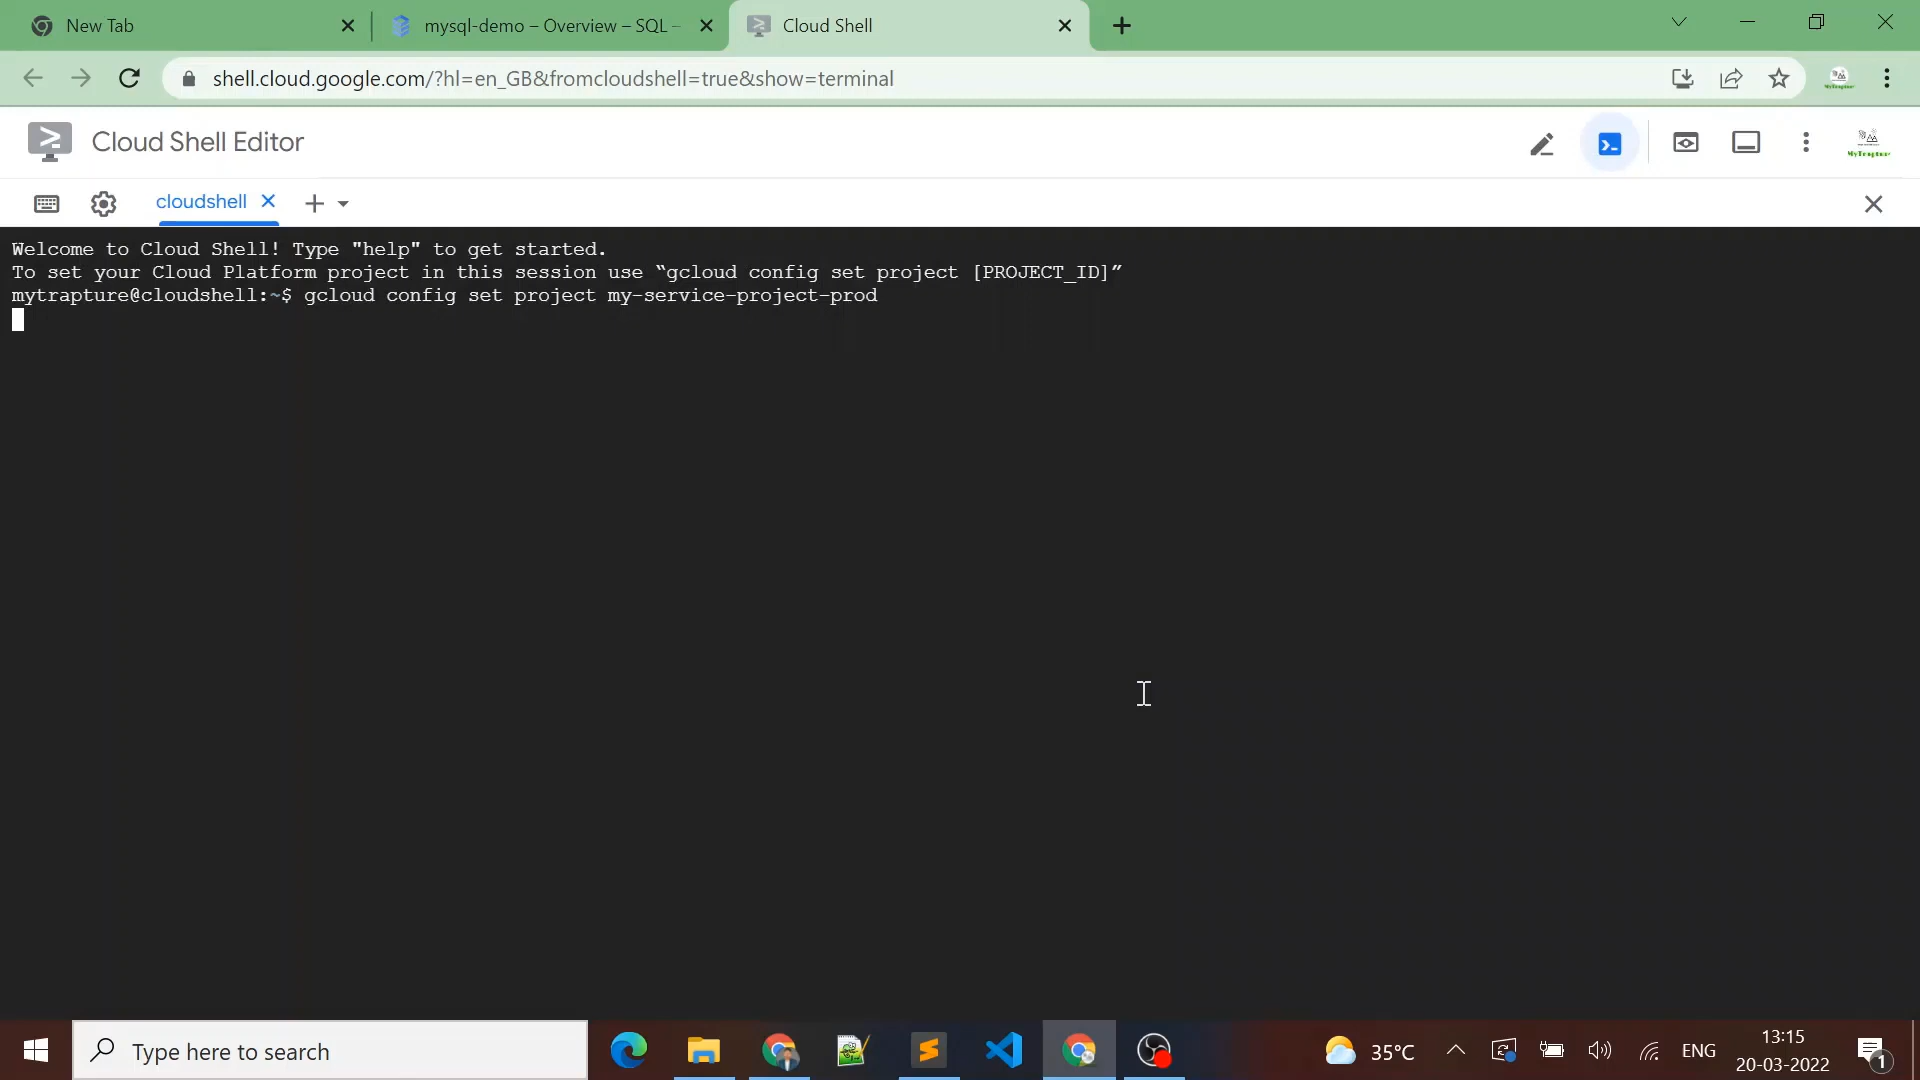 New Tab
mysql-demo – Overview – SQL –
Cloud Shell
shell.cloud.google.com/?hl=en_GB&fromcloudshell=true&show=terminal
Cloud Shell Editor
cloudshell
Welcome to Cloud Shell! Type "help" to get started.
To set your Cloud Platform project in this session use “gcloud config set project [PROJECT_ID]”
mytrapture@cloudshell:~$ gcloud config set project my-service-project-prod
Type here to search
35°C
ENG
13:15
20-03-2022
1